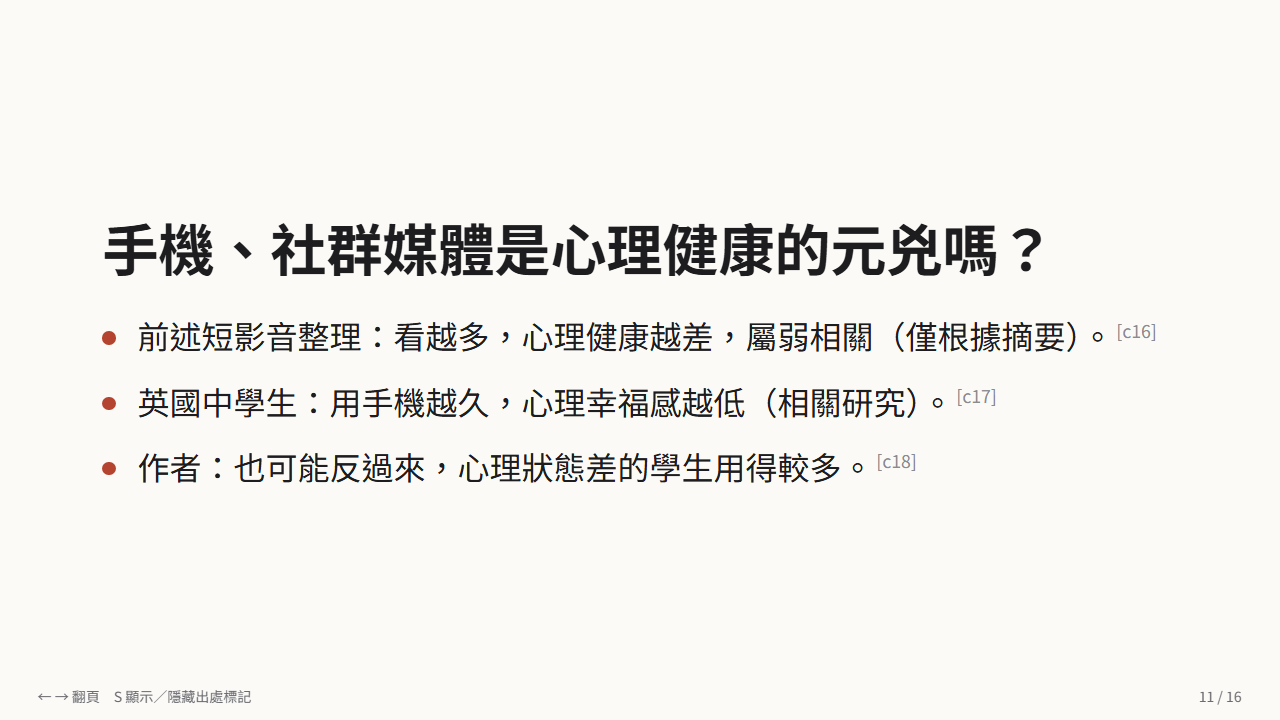 手機、社群媒體是心理健康的元兇嗎？
前述短影音整理：看越多，心理健康越差，屬弱相關（僅根據摘要）。[c16]
英國中學生：用手機越久，心理幸福感越低（相關研究）。[c17]
作者：也可能反過來，心理狀態差的學生用得較多。[c18]
←→ 翻頁　S 顯示／隱藏出處標記
11 / 16